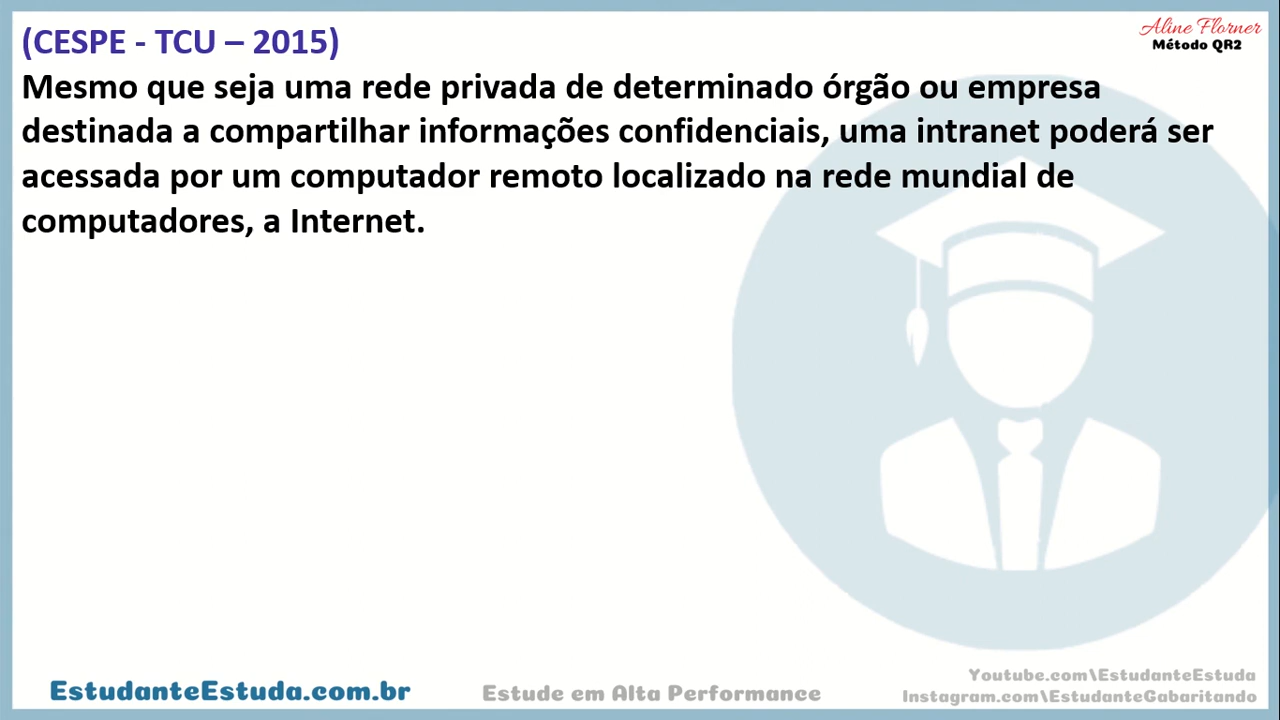 (CESPE - TCU – 2015)
Aline Florner
Método QR2
Mesmo que seja uma rede privada de determinado órgão ou empresa
destinada a compartilhar informações confidenciais, uma intranet poderá ser
acessada por um computador remoto localizado na rede mundial de
computadores, a Internet.
EstudanteEstuda.com.br
Estude em Alta Performance
Youtube.com\EstudanteEstuda
Instagram.com\EstudanteGabaritando